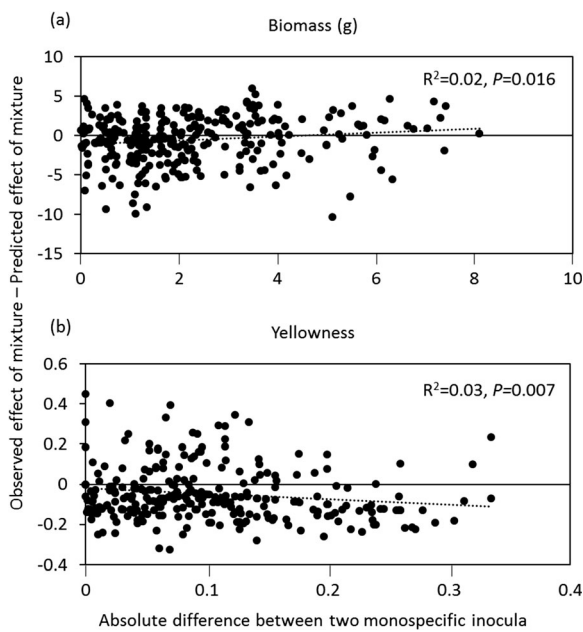 (a)
Biomass (g)
R²=0.02, P=0.016
10
5
0
-5
-10
-15
0
2
4
6
8
10
Observed effect of mixture – Predicted effect of mixture
(b)
Yellowness
R²=0.03, P=0.007
0.6
0.4
0.2
0
-0.2
-0.4
0
0.1
0.2
0.3
0.4
Absolute difference between two monospecific inocula